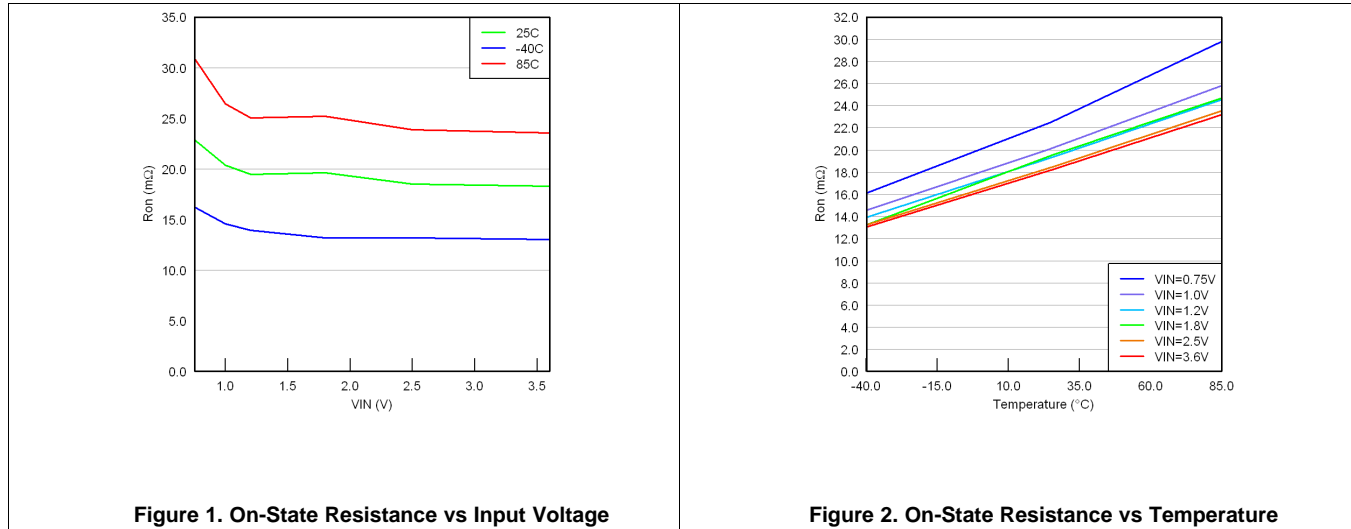 35.0
30.0
25.0
20.0
15.0
10.0
5.0
0.0
Ron (mΩ)
1.0 1.5 2.0 2.5 3.0 3.5
VIN (V)
25C
-40C
85C
Figure 1. On-State Resistance vs Input Voltage
32.0
30.0
28.0
26.0
24.0
22.0
20.0
18.0
16.0
14.0
12.0
10.0
8.0
6.0
4.0
2.0
0.0
Ron (mΩ)
-40.0 -15.0 10.0 35.0 60.0 85.0
Temperature (°C)
VIN=0.75V
VIN=1.0V
VIN=1.2V
VIN=1.8V
VIN=2.5V
VIN=3.6V
Figure 2. On-State Resistance vs Temperature